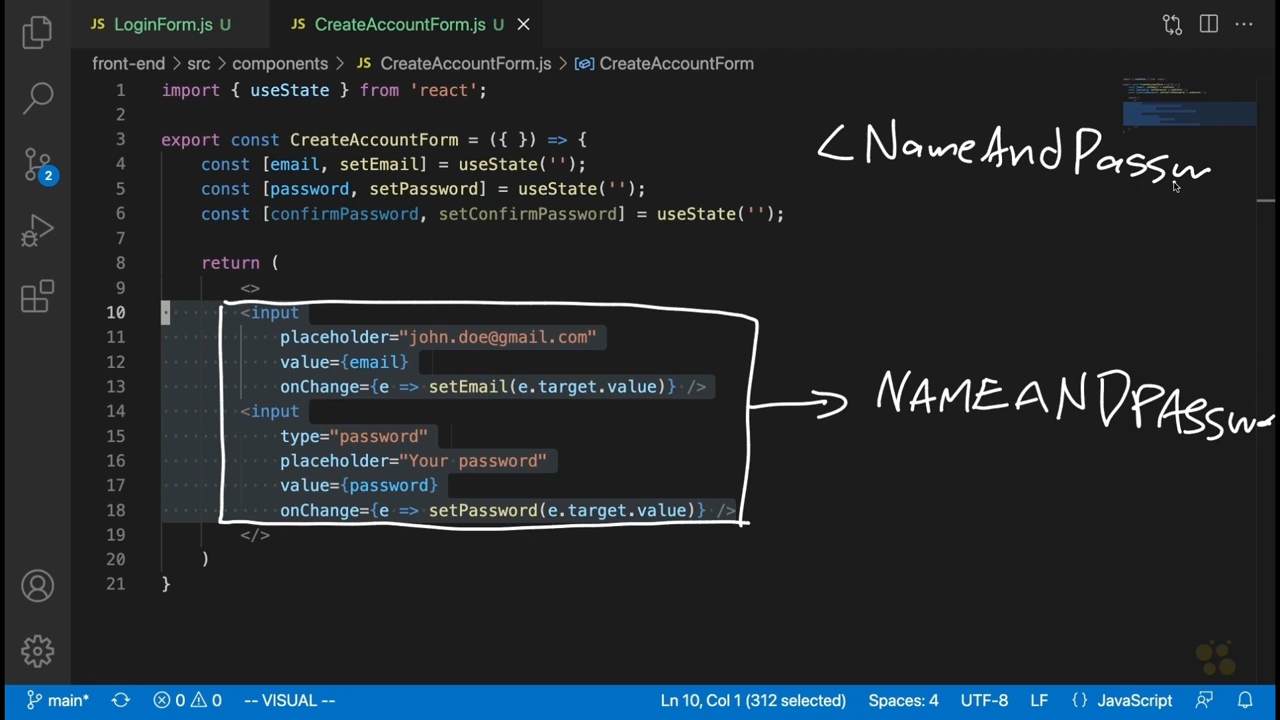 JS LoginForm.js U JS CreateAccountForm.js U
front-end > src > components > JS CreateAccountForm.js > CreateAccountForm
1 import { useState } from 'react';
2
3 export const CreateAccountForm = ({ }) => {
4 const [email, setEmail] = useState('');
5 const [password, setPassword] = useState('');
6 const [confirmPassword, setConfirmPassword] = useState('');
7
8 return (
9 <>
10 <input
11 placeholder="john.doe@gmail.com"
12 value={email}
13 onChange={e => setEmail(e.target.value)} />
14 <input
15 type="password"
16 placeholder="Your password"
17 value={password}
18 onChange={e => setPassword(e.target.value)} />
19 </>
20 )
21 }
<NameAndPassw
NAMEANDPASSW
2
main* 0 0 -- VISUAL -- Ln 10, Col 1 (312 selected) Spaces: 4 UTF-8 LF {} JavaScript